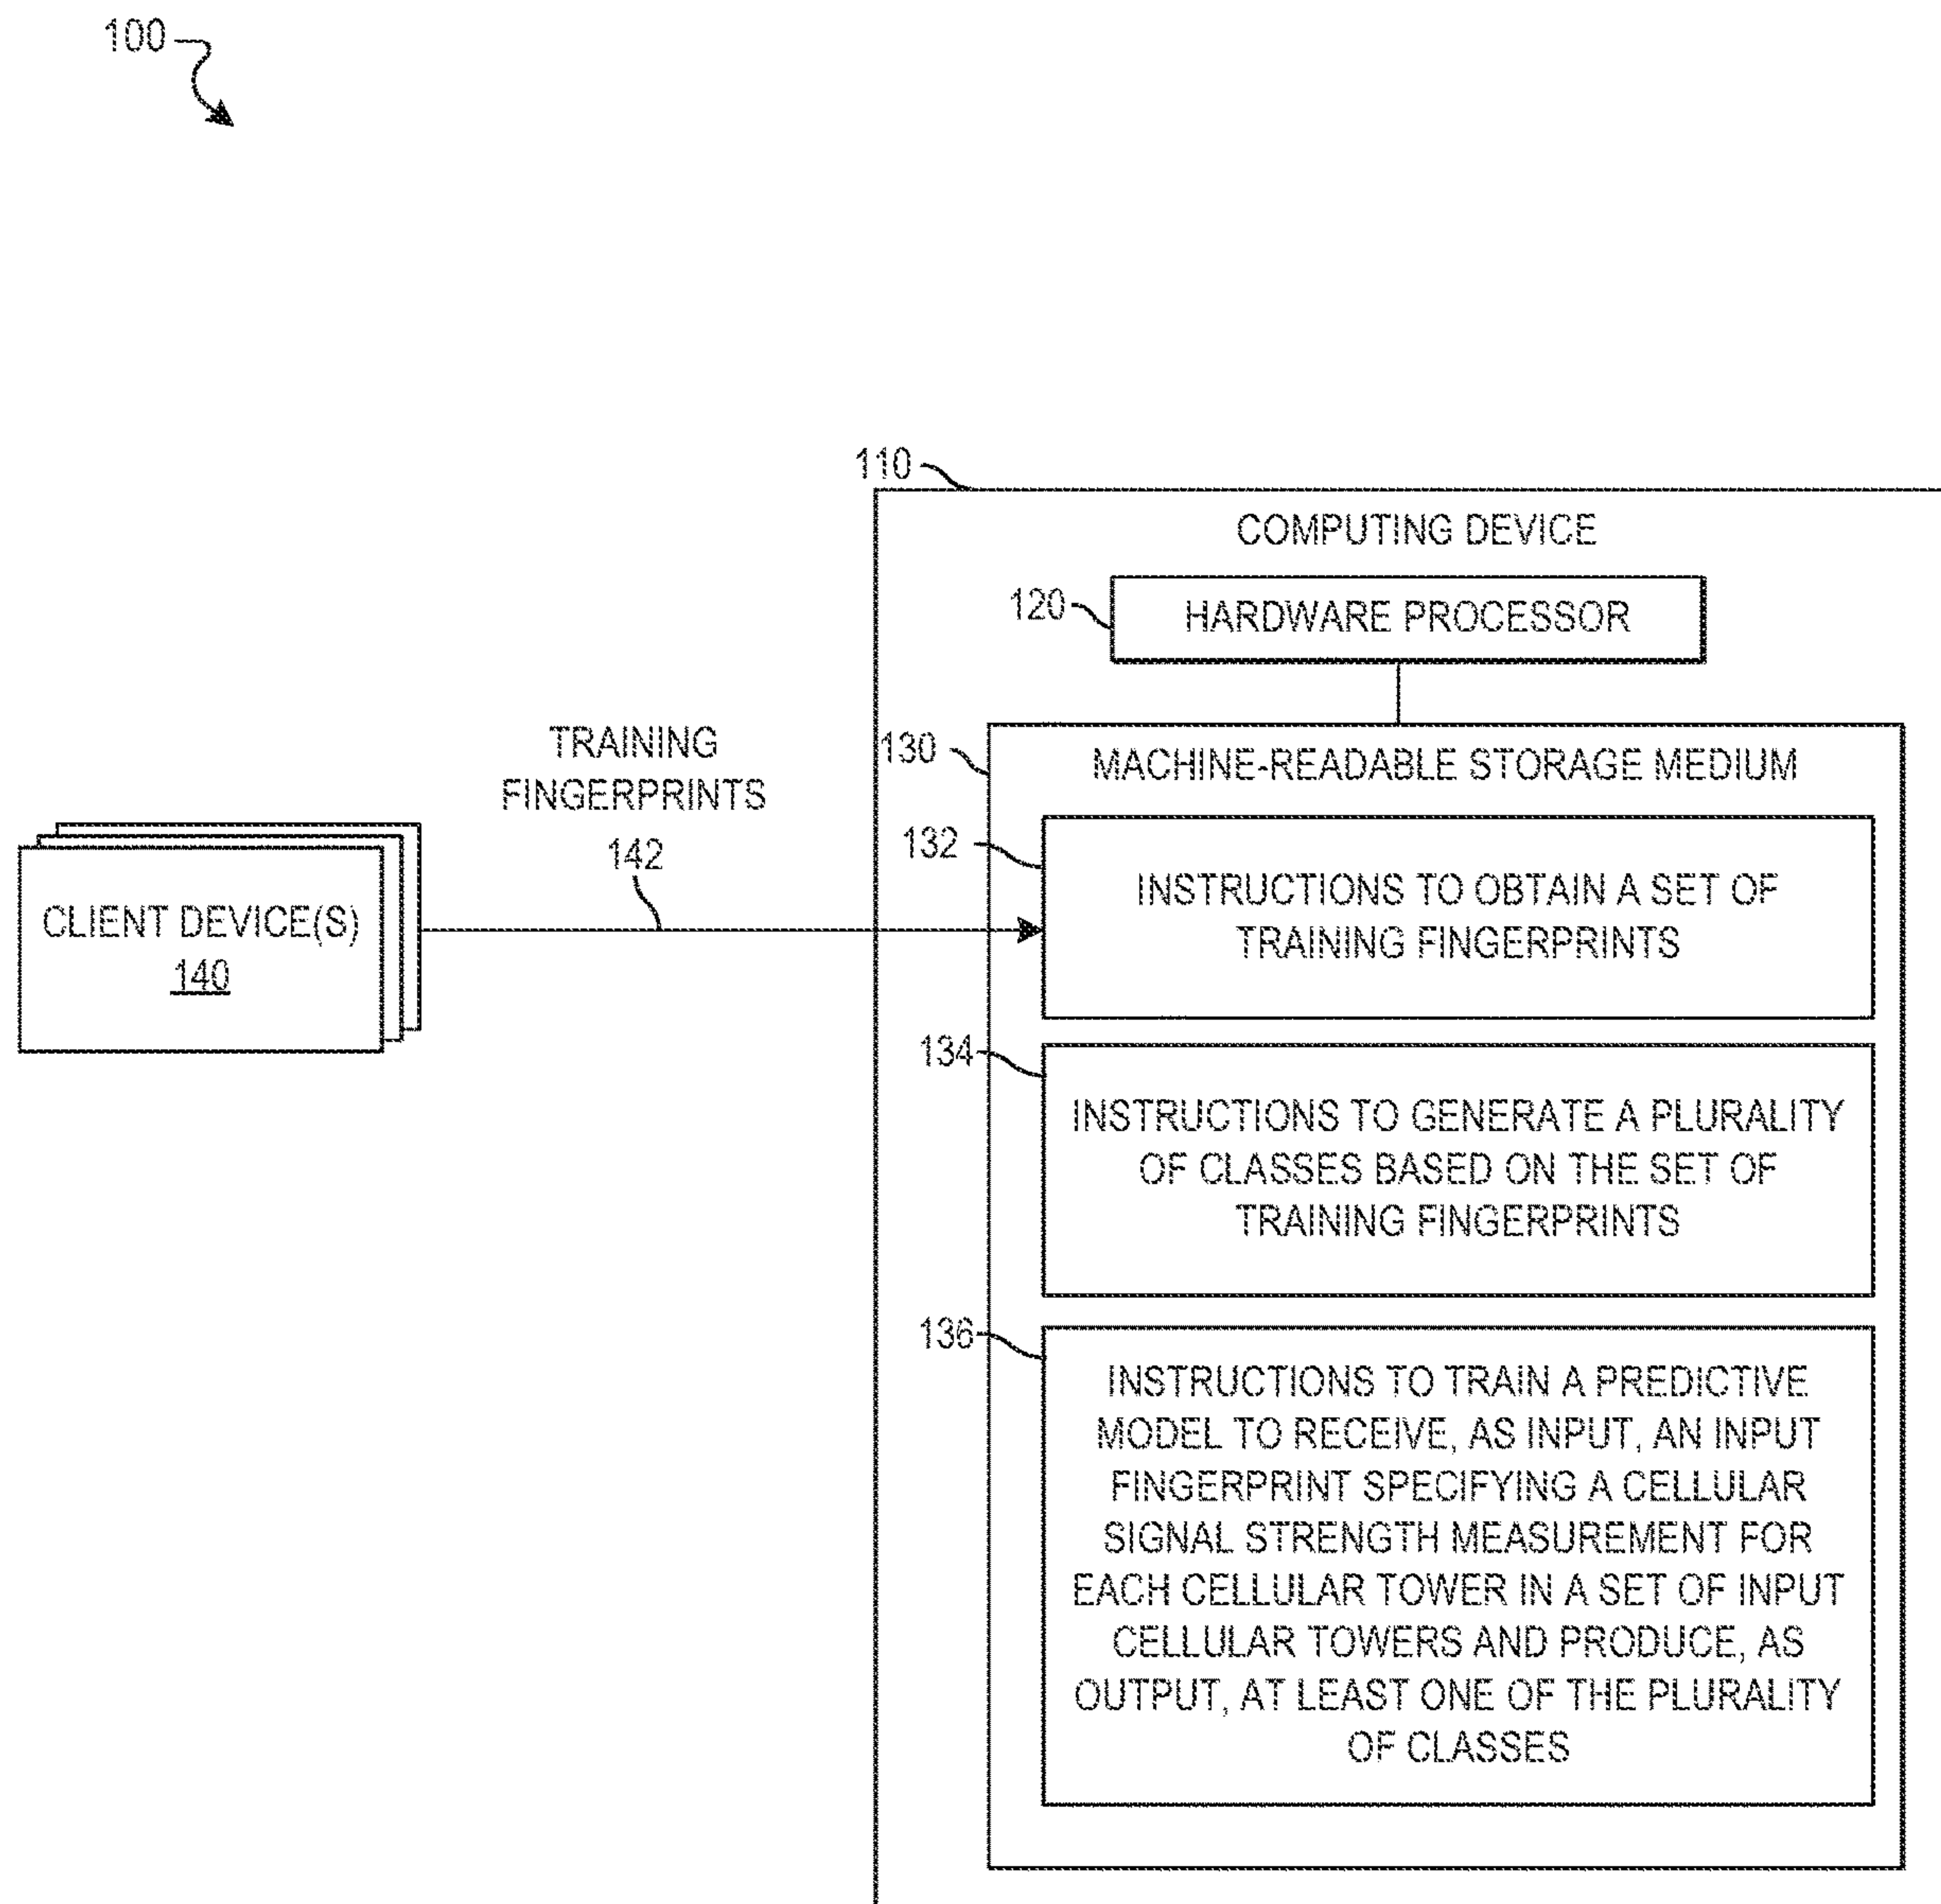 100
110
COMPUTING DEVICE
120
HARDWARE PROCESSOR
TRAINING
FINGERPRINTS
142
130
MACHINE-READABLE STORAGE MEDIUM
132
INSTRUCTIONS TO OBTAIN A SET OF
TRAINING FINGERPRINTS
CLIENT DEVICE(S)
140
134
INSTRUCTIONS TO GENERATE A PLURALITY
OF CLASSES BASED ON THE SET OF
TRAINING FINGERPRINTS
136
INSTRUCTIONS TO TRAIN A PREDICTIVE
MODEL TO RECEIVE, AS INPUT, AN INPUT
FINGERPRINT SPECIFYING A CELLULAR
SIGNAL STRENGTH MEASUREMENT FOR
EACH CELLULAR TOWER IN A SET OF INPUT
CELLULAR TOWERS AND PRODUCE, AS
OUTPUT, AT LEAST ONE OF THE PLURALITY
OF CLASSES